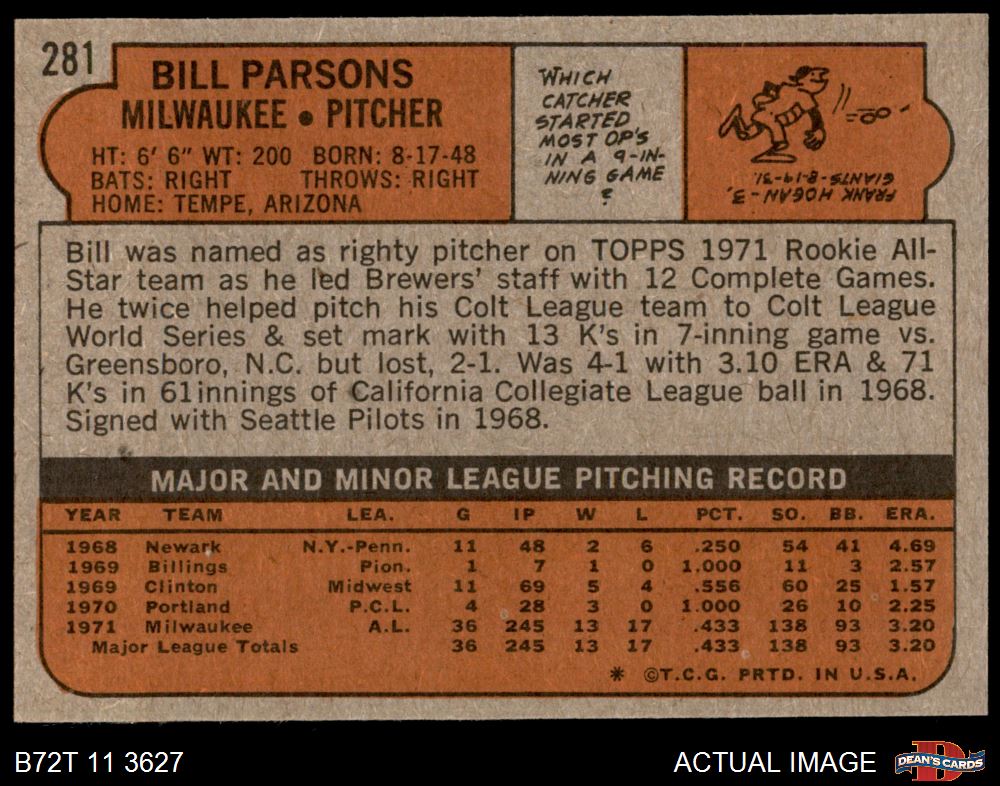 281
BILL PARSONS
MILWAUKEE • PITCHER
HT: 6' 6" WT: 200 BORN: 8-17-48
BATS: RIGHT THROWS: RIGHT
HOME: TEMPE, ARIZONA
WHICH
CATCHER
STARTED
MOST DP'S
IN A 9-IN-
NING GAME
?
FRANK HOGAN-3,
GIANTS-8-19-31.
Bill was named as righty pitcher on TOPPS 1971 Rookie All-
Star team as he led Brewers' staff with 12 Complete Games.
He twice helped pitch his Colt League team to Colt League
World Series & set mark with 13 K's in 7-inning game vs.
Greensboro, N.C. but lost, 2-1. Was 4-1 with 3.10 ERA & 71
K's in 61innings of California Collegiate League ball in 1968.
Signed with Seattle Pilots in 1968.
MAJOR AND MINOR LEAGUE PITCHING RECORD
YEAR TEAM LEA. G IP W L PCT. SO. BB. ERA.
1968 Newark N.Y.-Penn. 11 48 2 6 .250 54 41 4.69
1969 Billings Pion. 1 7 1 0 1.000 11 3 2.57
1969 Clinton Midwest 11 69 5 4 .556 60 25 1.57
1970 Portland P.C.L. 4 28 3 0 1.000 26 10 2.25
1971 Milwaukee A.L. 36 245 13 17 .433 138 93 3.20
Major League Totals 36 245 13 17 .433 138 93 3.20
* ©T.C.G. PRTD. IN U.S.A.
B72T 11 3627 ACTUAL IMAGE
DEAN'S CARDS